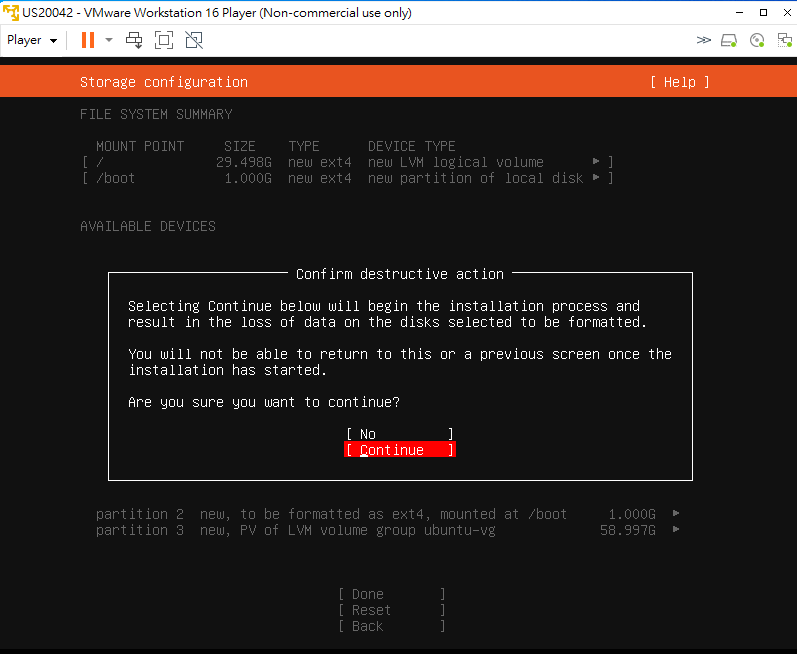 US20042 - VMware Workstation 16 Player (Non-commercial use only)
Player
Storage configuration [ Help ]
FILE SYSTEM SUMMARY
MOUNT POINT SIZE TYPE DEVICE TYPE
[ / 29.498G new ext4 new LVM logical volume ▸ ]
[ /boot 1.000G new ext4 new partition of local disk ▸ ]
AVAILABLE DEVICES
Confirm destructive action
Selecting Continue below will begin the installation process and
result in the loss of data on the disks selected to be formatted.
You will not be able to return to this or a previous screen once the
installation has started.
Are you sure you want to continue?
[ No ]
[ Continue ]
partition 2 new, to be formatted as ext4, mounted at /boot 1.000G ▸
partition 3 new, PV of LVM volume group ubuntu-vg 58.997G ▸
[ Done ]
[ Reset ]
[ Back ]